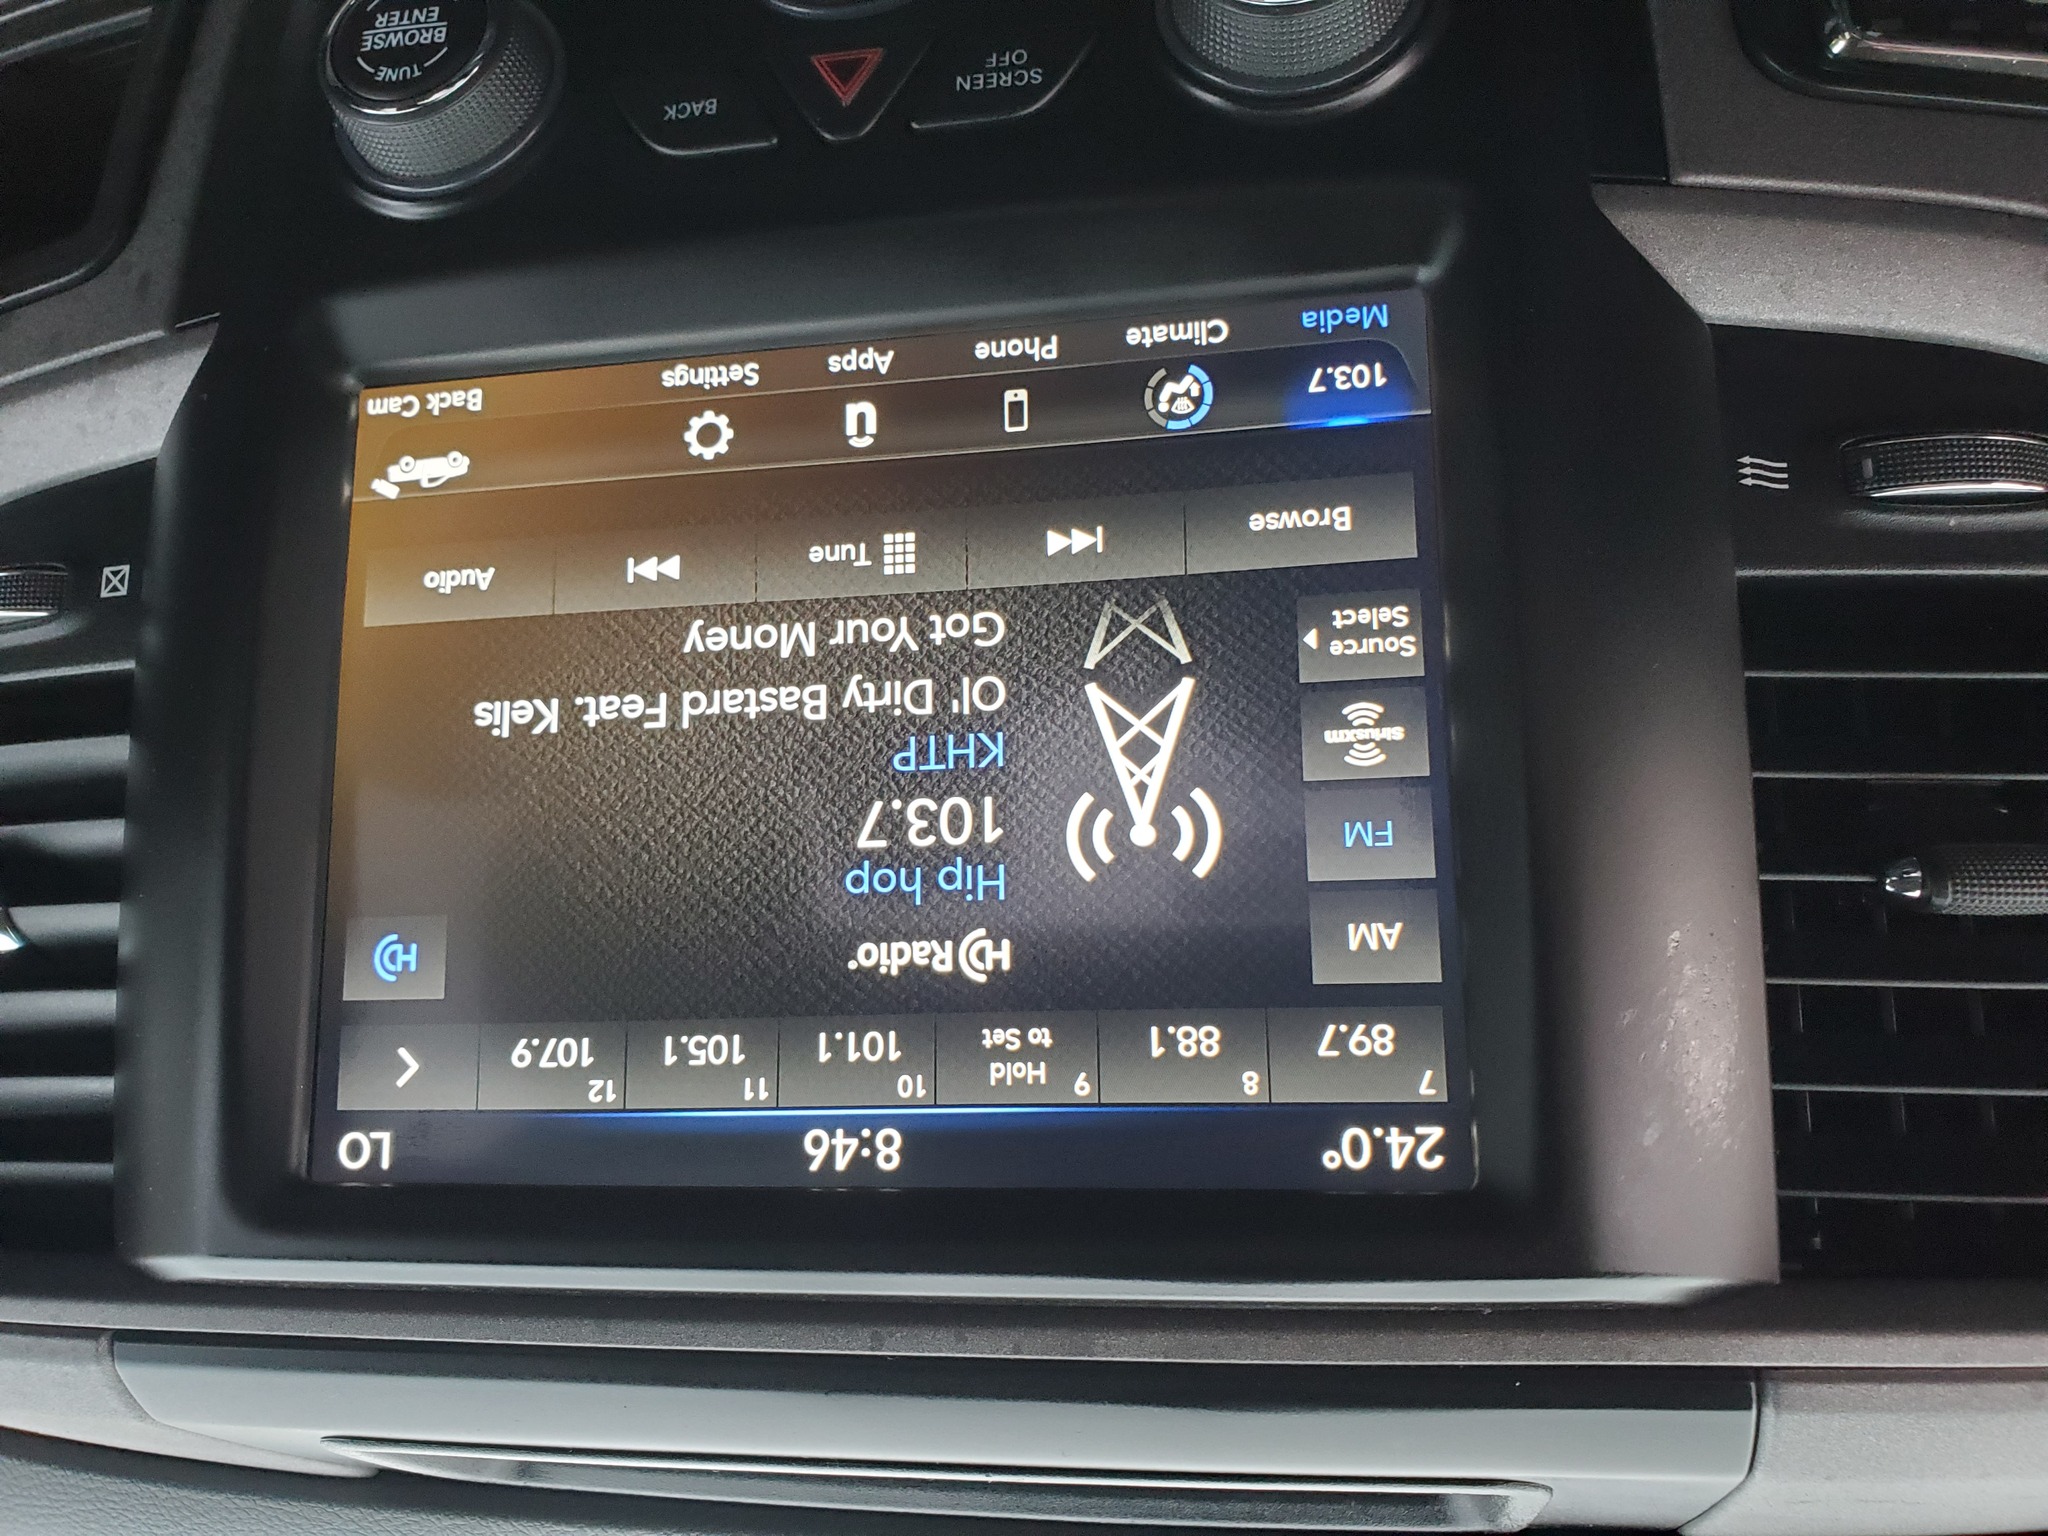 24.0° 8:46 LO
7 8 9 10 11 12
89.7 88.1 Hold to Set 101.1 105.1 107.9
AM
FM
SiriusXM
Source
Select
HD Radio
HD
Hip hop
103.7
KHTP
Ol' Dirty Bastard Feat. Kelis
Got Your Money
Browse Tune Audio
103.7
Media Climate Phone Apps Settings Back Cam
u
SCREEN
OFF
BACK
TUNE
BROWSE
ENTER